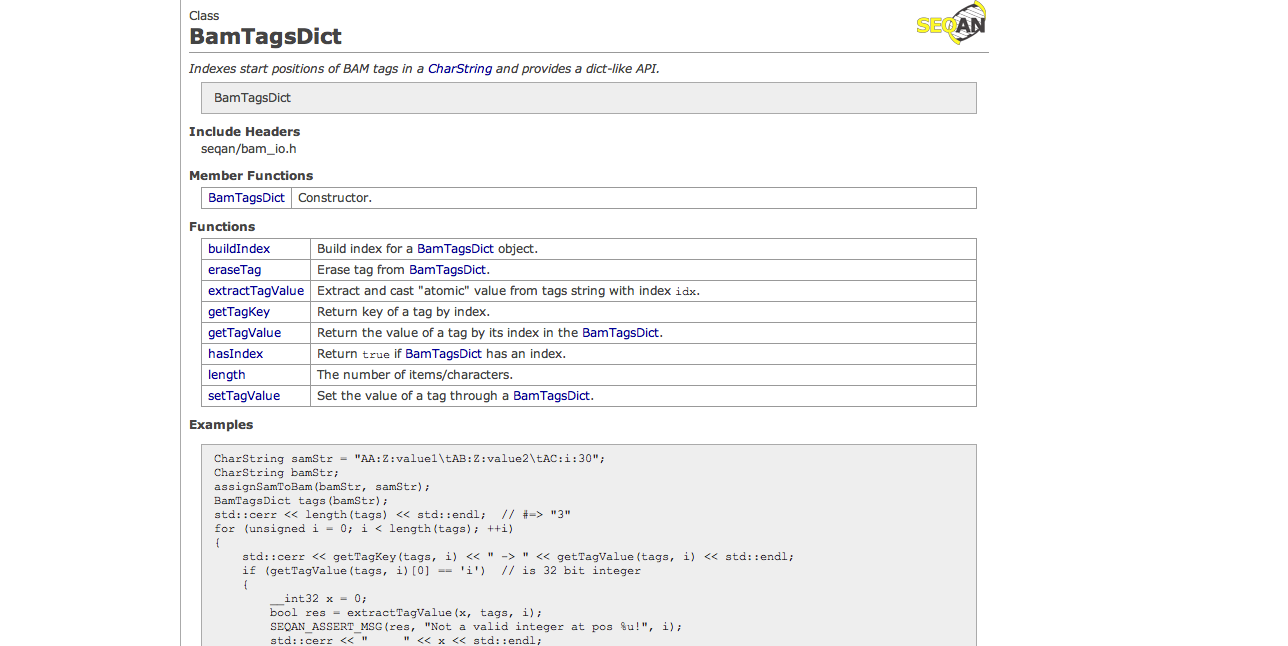 Class
BamTagsDict
SEQAN
Indexes start positions of BAM tags in a CharString and provides a dict-like API.
BamTagsDict
Include Headers
seqan/bam_io.h
Member Functions
BamTagsDict Constructor.
Functions
buildIndex Build index for a BamTagsDict object.
eraseTag Erase tag from BamTagsDict.
extractTagValue Extract and cast "atomic" value from tags string with index idx.
getTagKey Return key of a tag by index.
getTagValue Return the value of a tag by its index in the BamTagsDict.
hasIndex Return true if BamTagsDict has an index.
length The number of items/characters.
setTagValue Set the value of a tag through a BamTagsDict.
Examples
CharString samStr = "AA:Z:value1\tAB:Z:value2\tAC:i:30";
CharString bamStr;
assignSamToBam(bamStr, samStr);
BamTagsDict tags(bamStr);
std::cerr << length(tags) << std::endl;  // #=> "3"
for (unsigned i = 0; i < length(tags); ++i)
{
    std::cerr << getTagKey(tags, i) << " -> " << getTagValue(tags, i) << std::endl;
    if (getTagValue(tags, i)[0] == 'i')  // is 32 bit integer
    {
        __int32 x = 0;
        bool res = extractTagValue(x, tags, i);
        SEQAN_ASSERT_MSG(res, "Not a valid integer at pos %u!", i);
        std::cerr << "     " << x << std::endl;